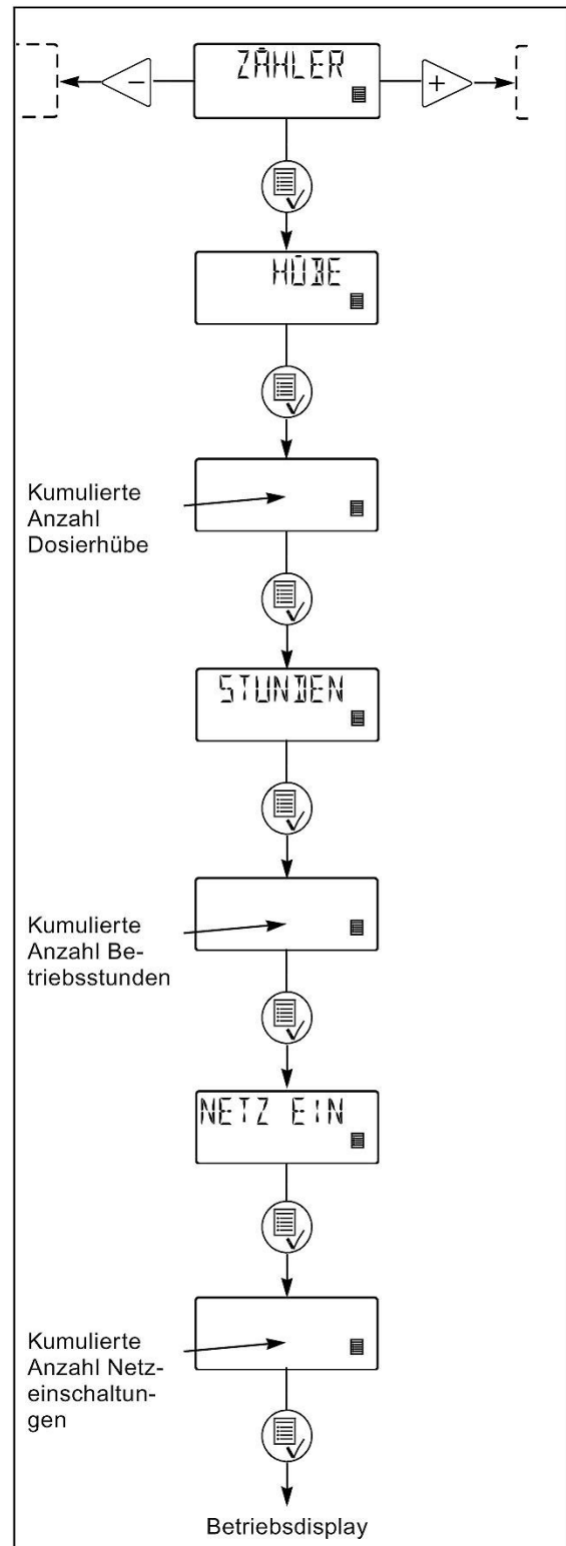 ZÄHLER
-
+
HÜBE
Kumulierte
Anzahl
Dosierhübe
STUNDEN
Kumulierte
Anzahl Be-
triebsstunden
NETZ EIN
Kumulierte
Anzahl Netz-
einschaltun-
gen
Betriebsdisplay